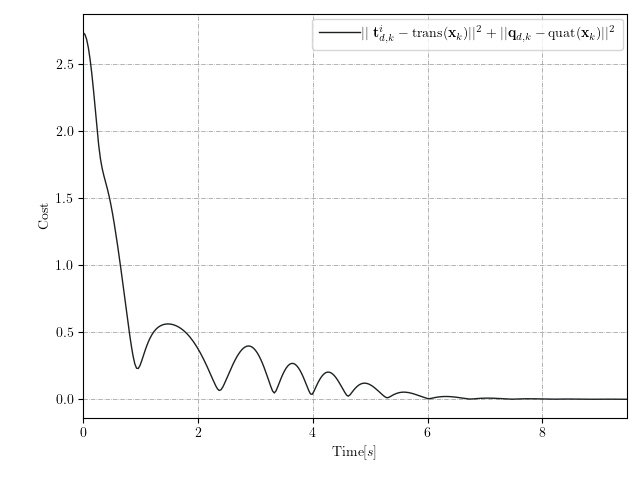 || t^i_{d,k} − trans(x_k)||^2 + ||q_{d,k} − quat(x_k)||^2
2.5
2.0
1.5
1.0
0.5
0.0
Cost
0 2 4 6 8
Time[s]